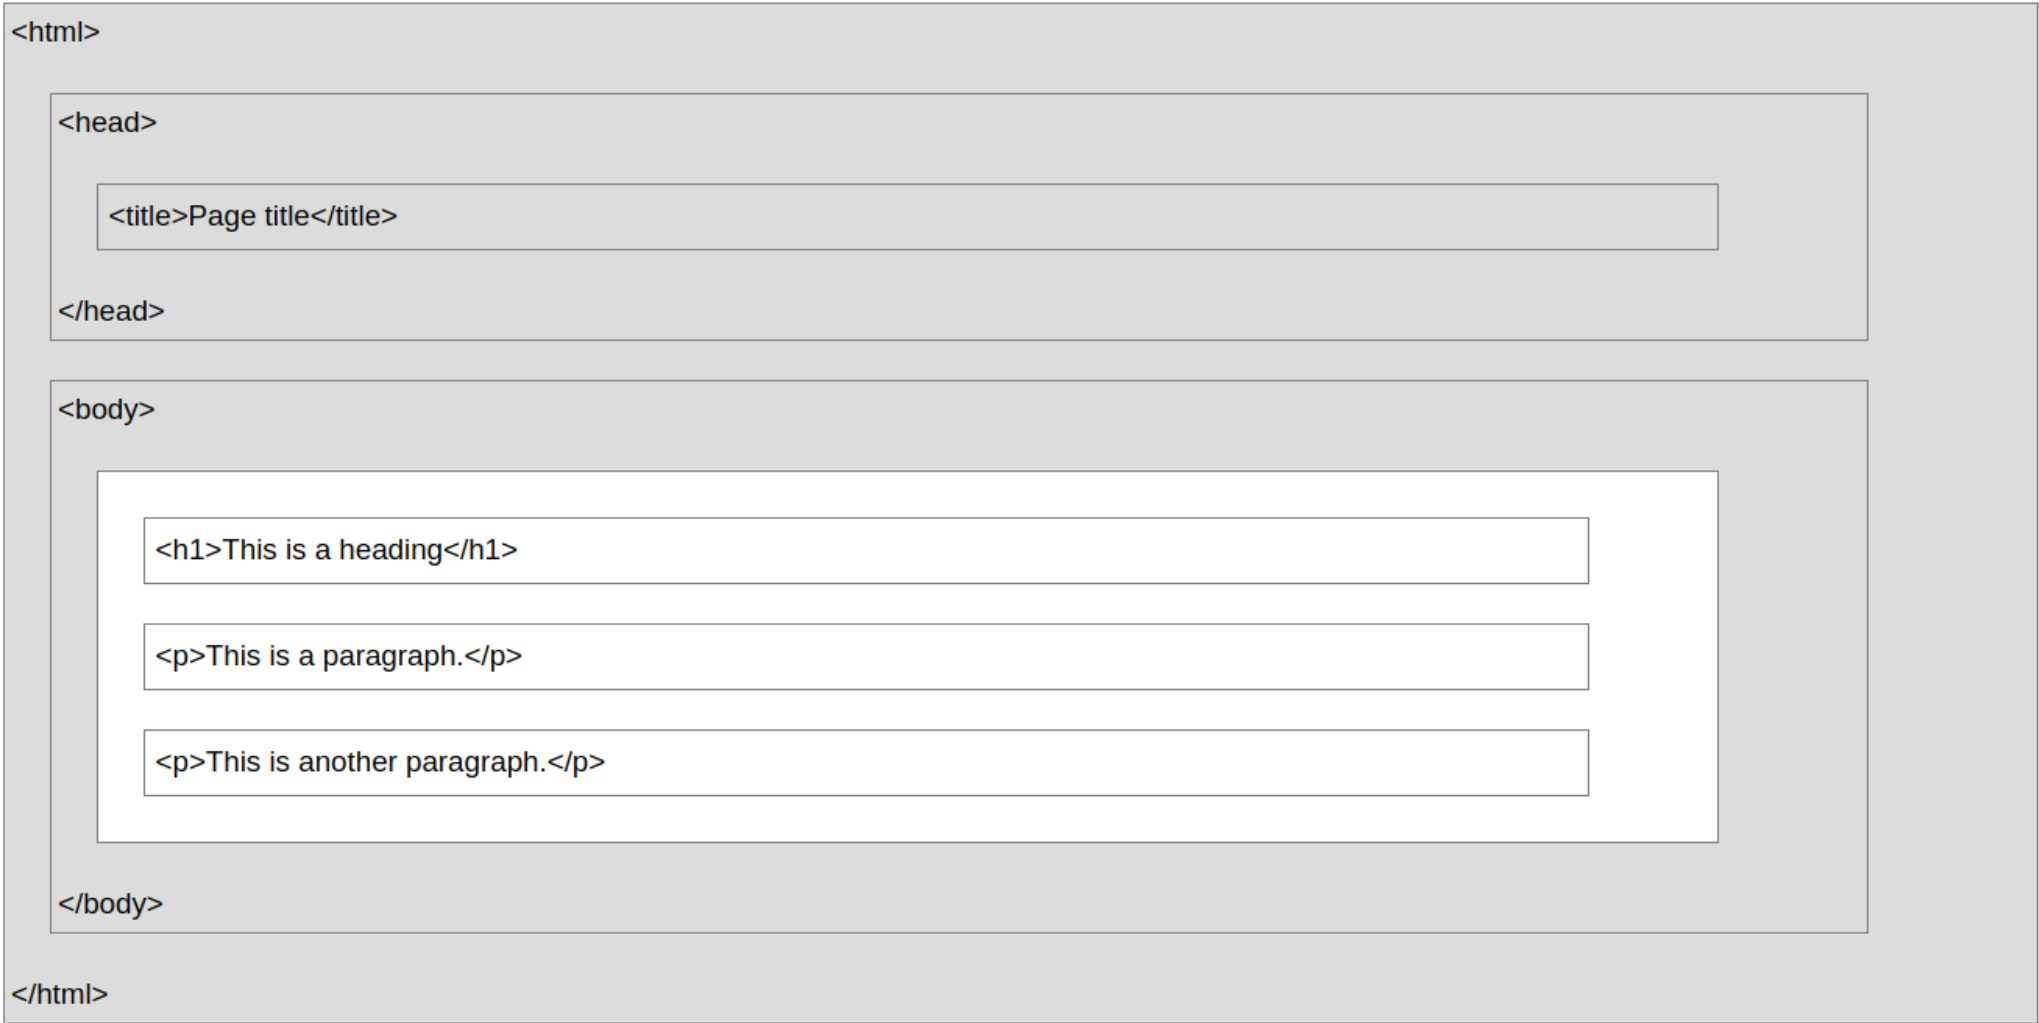 <html>
<head>
<title>Page title</title>
</head>
<body>
<h1>This is a heading</h1>
<p>This is a paragraph.</p>
<p>This is another paragraph.</p>
</body>
</html>